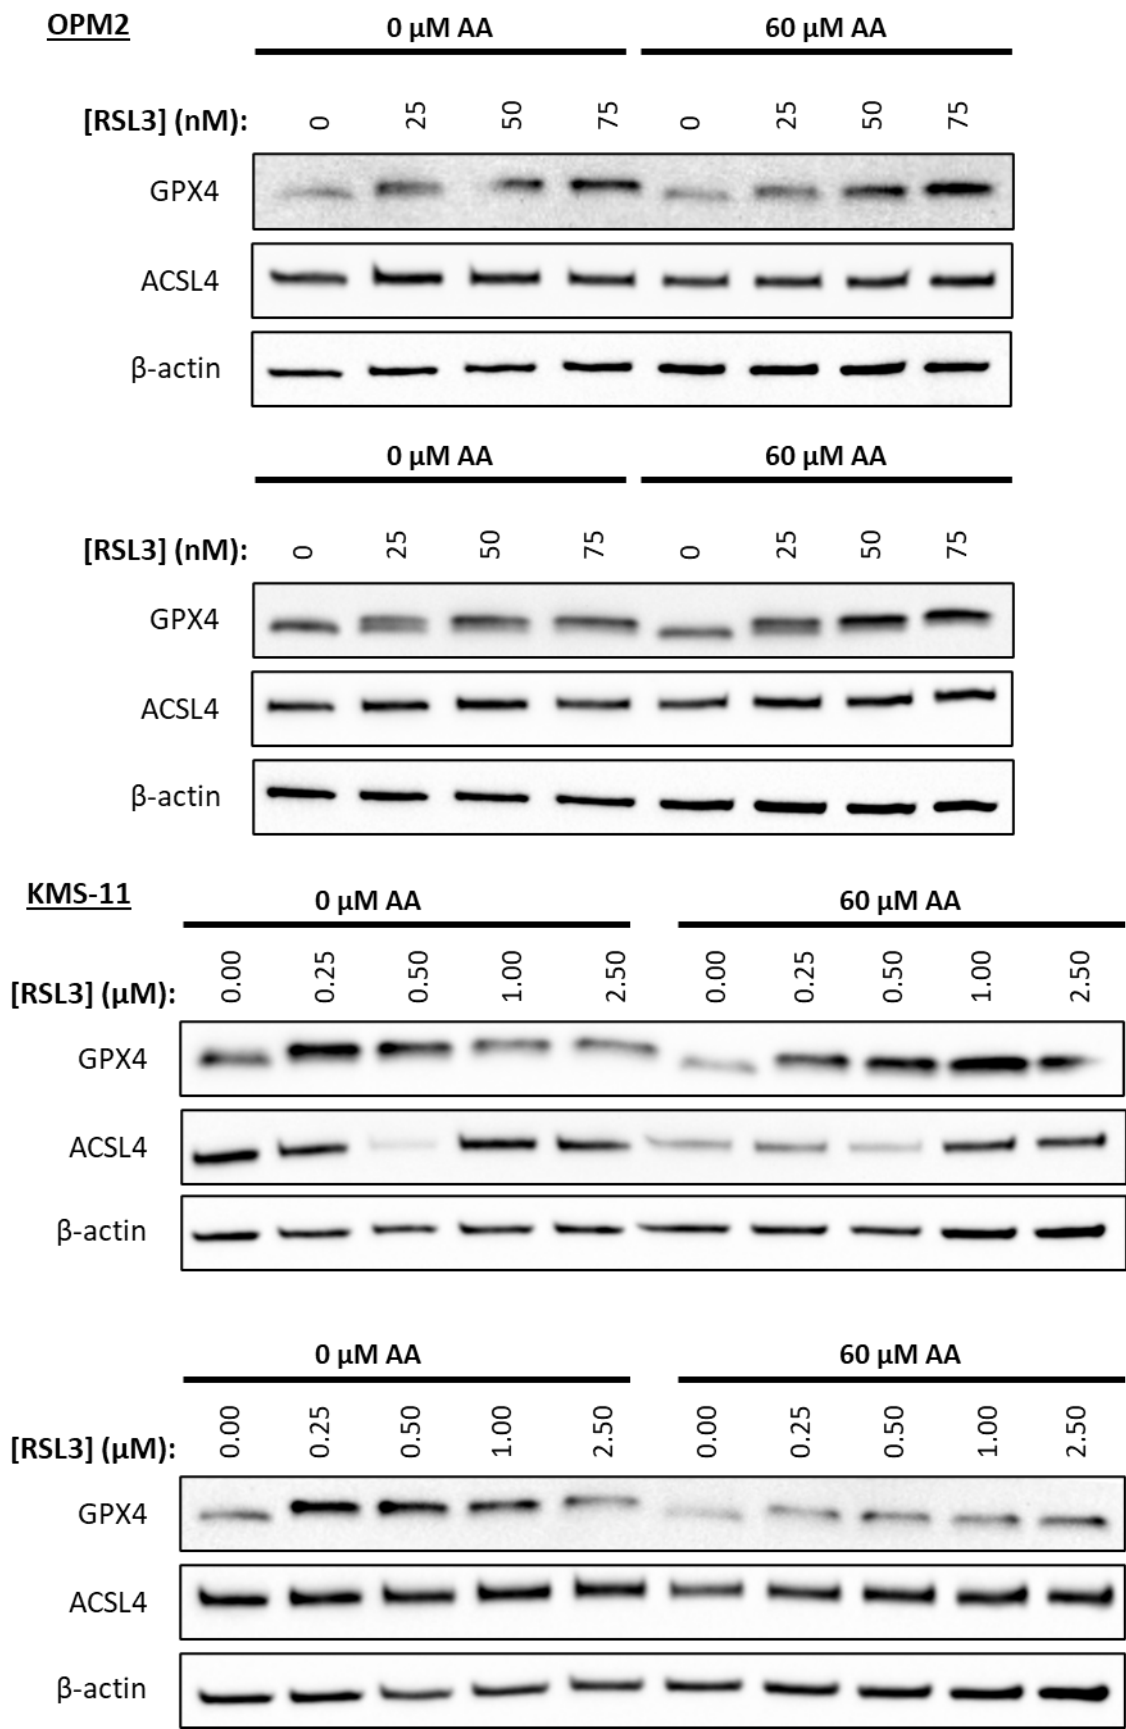 OPM2
0 µM AA 60 µM AA
[RSL3] (nM): 0 25 50 75 0 25 50 75
GPX4
ACSL4
β-actin
0 µM AA 60 µM AA
[RSL3] (nM): 0 25 50 75 0 25 50 75
GPX4
ACSL4
β-actin
KMS-11
0 µM AA 60 µM AA
[RSL3] (µM): 0.00 0.25 0.50 1.00 2.50 0.00 0.25 0.50 1.00 2.50
GPX4
ACSL4
β-actin
0 µM AA 60 µM AA
[RSL3] (µM): 0.00 0.25 0.50 1.00 2.50 0.00 0.25 0.50 1.00 2.50
GPX4
ACSL4
β-actin